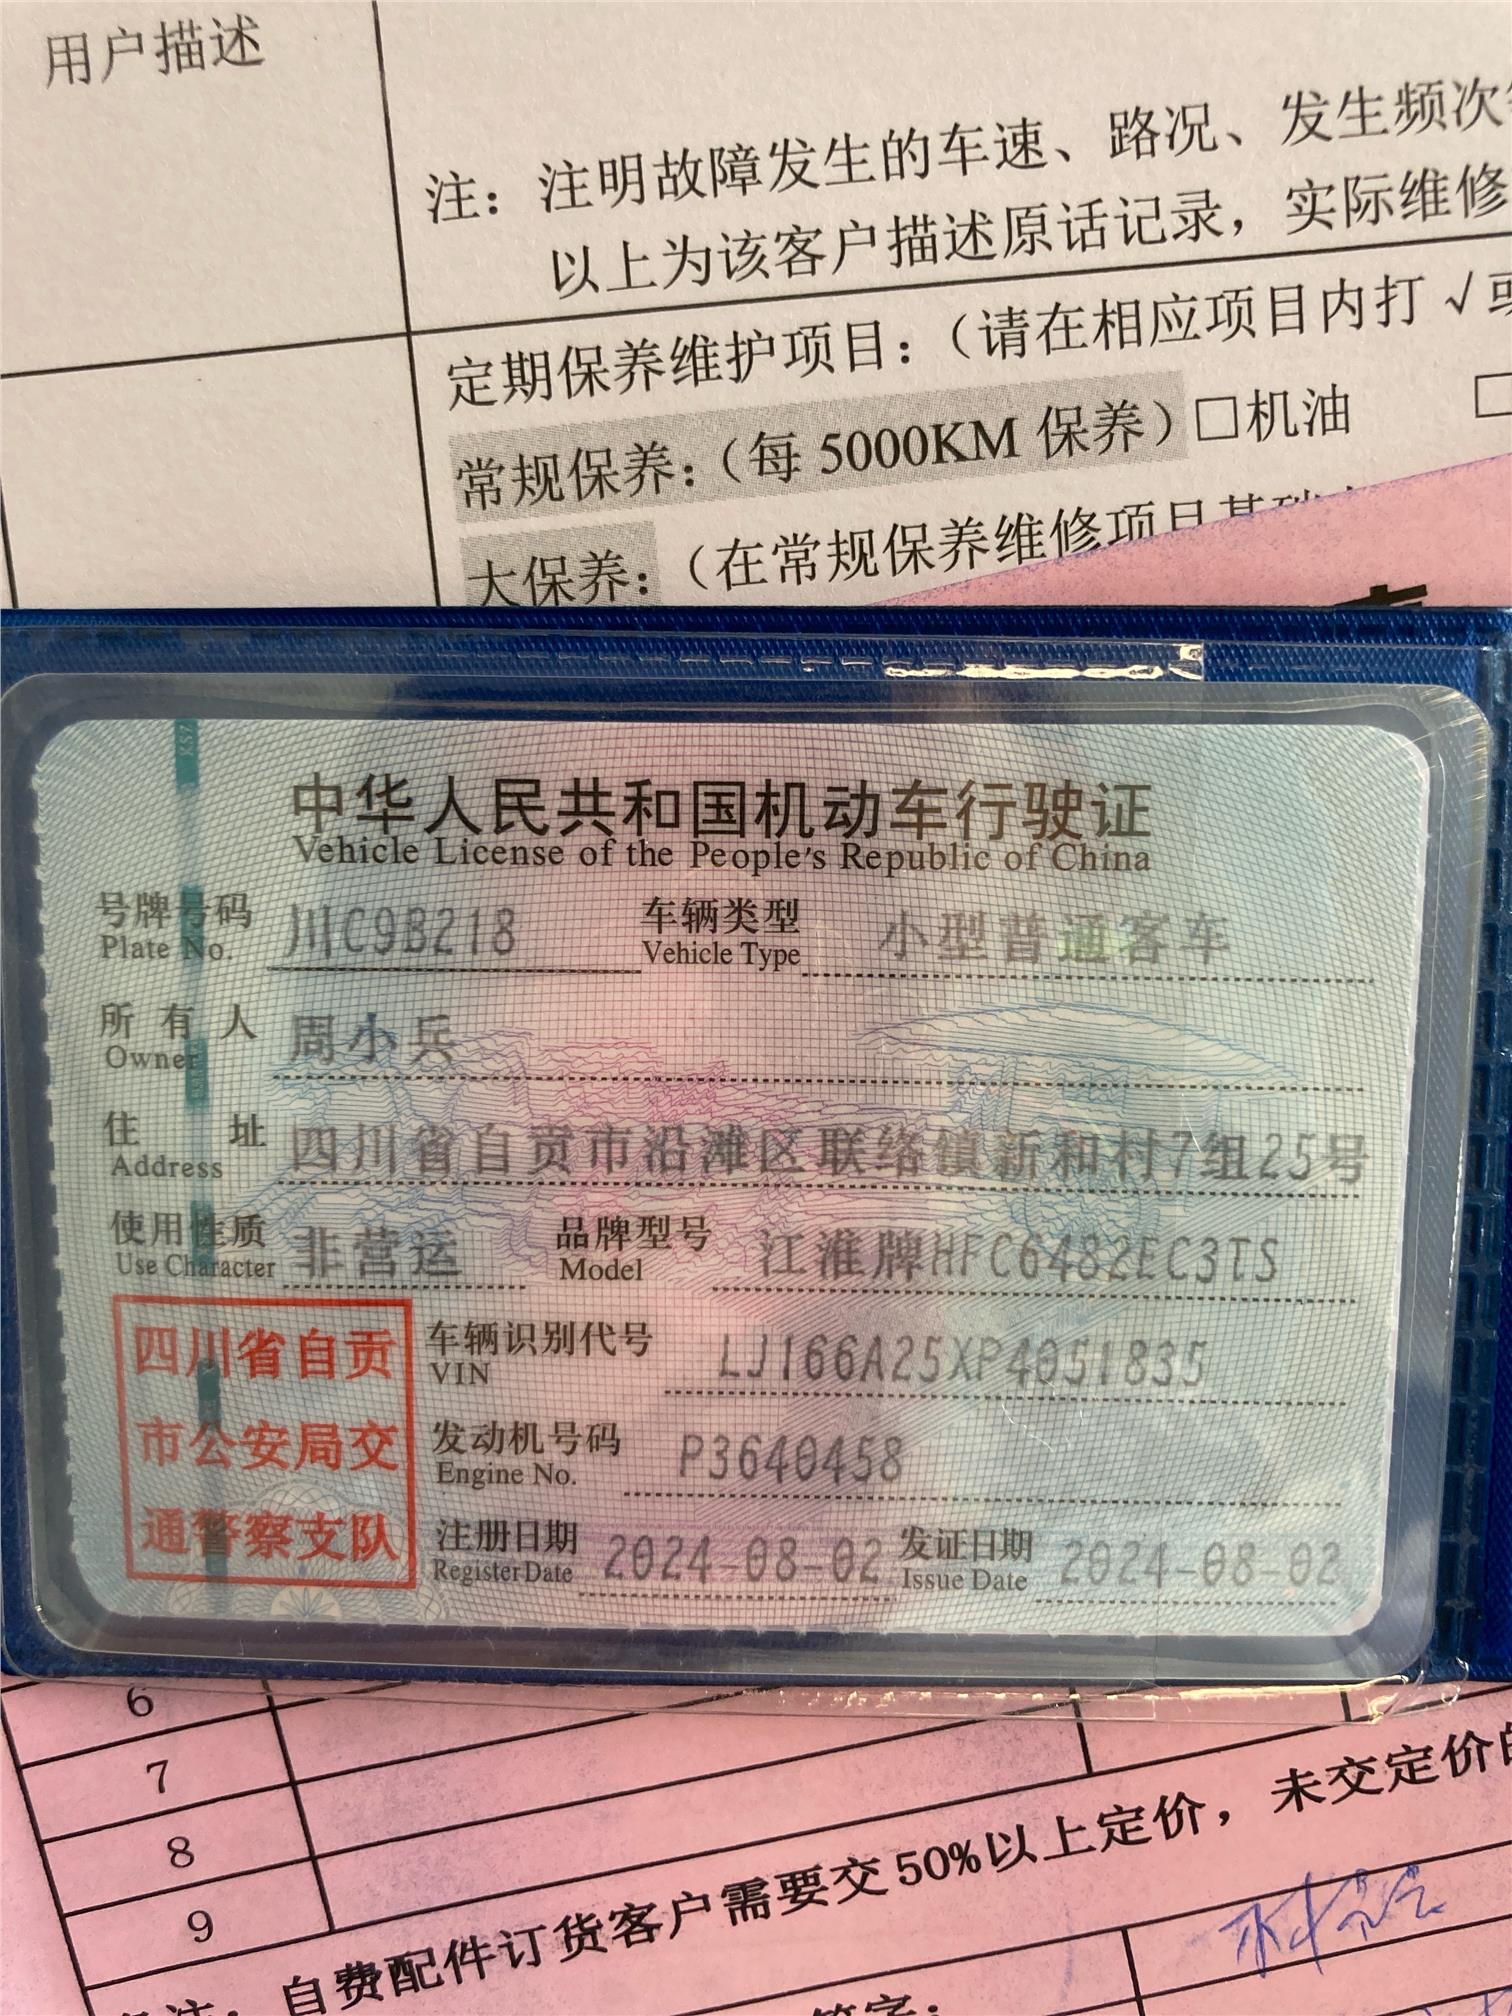 用户描述
注：注明故障发生的车速、路况、发生频次
以上为该客户描述原话记录，实际维修
定期保养维护项目：（请在相应项目内打√或
常规保养：（每 5000KM 保养）□机油 □
大保养：（在常规保养维修项目基础
中华人民共和国机动车行驶证
Vehicle License of the People's Republic of China
号牌号码 川C9B218 车辆类型 小型普通客车
Plate No. Vehicle Type
所有人 周小兵
Owner
住址 四川省自贡市沿滩区联络镇新和村7组25号
Address
使用性质 非营运 品牌型号 江淮牌HFC6482EC3TS
Use Character Model
四川省自贡
市公安局交
通警察支队
车辆识别代号 LJ166A25XP4051835
VIN
发动机号码 P3640458
Engine No.
注册日期 2024-08-02 发证日期 2024-08-02
Register Date Issue Date
6
7
8
9
自费配件订货客户需要交50%以上定价，未交定价的
签字：